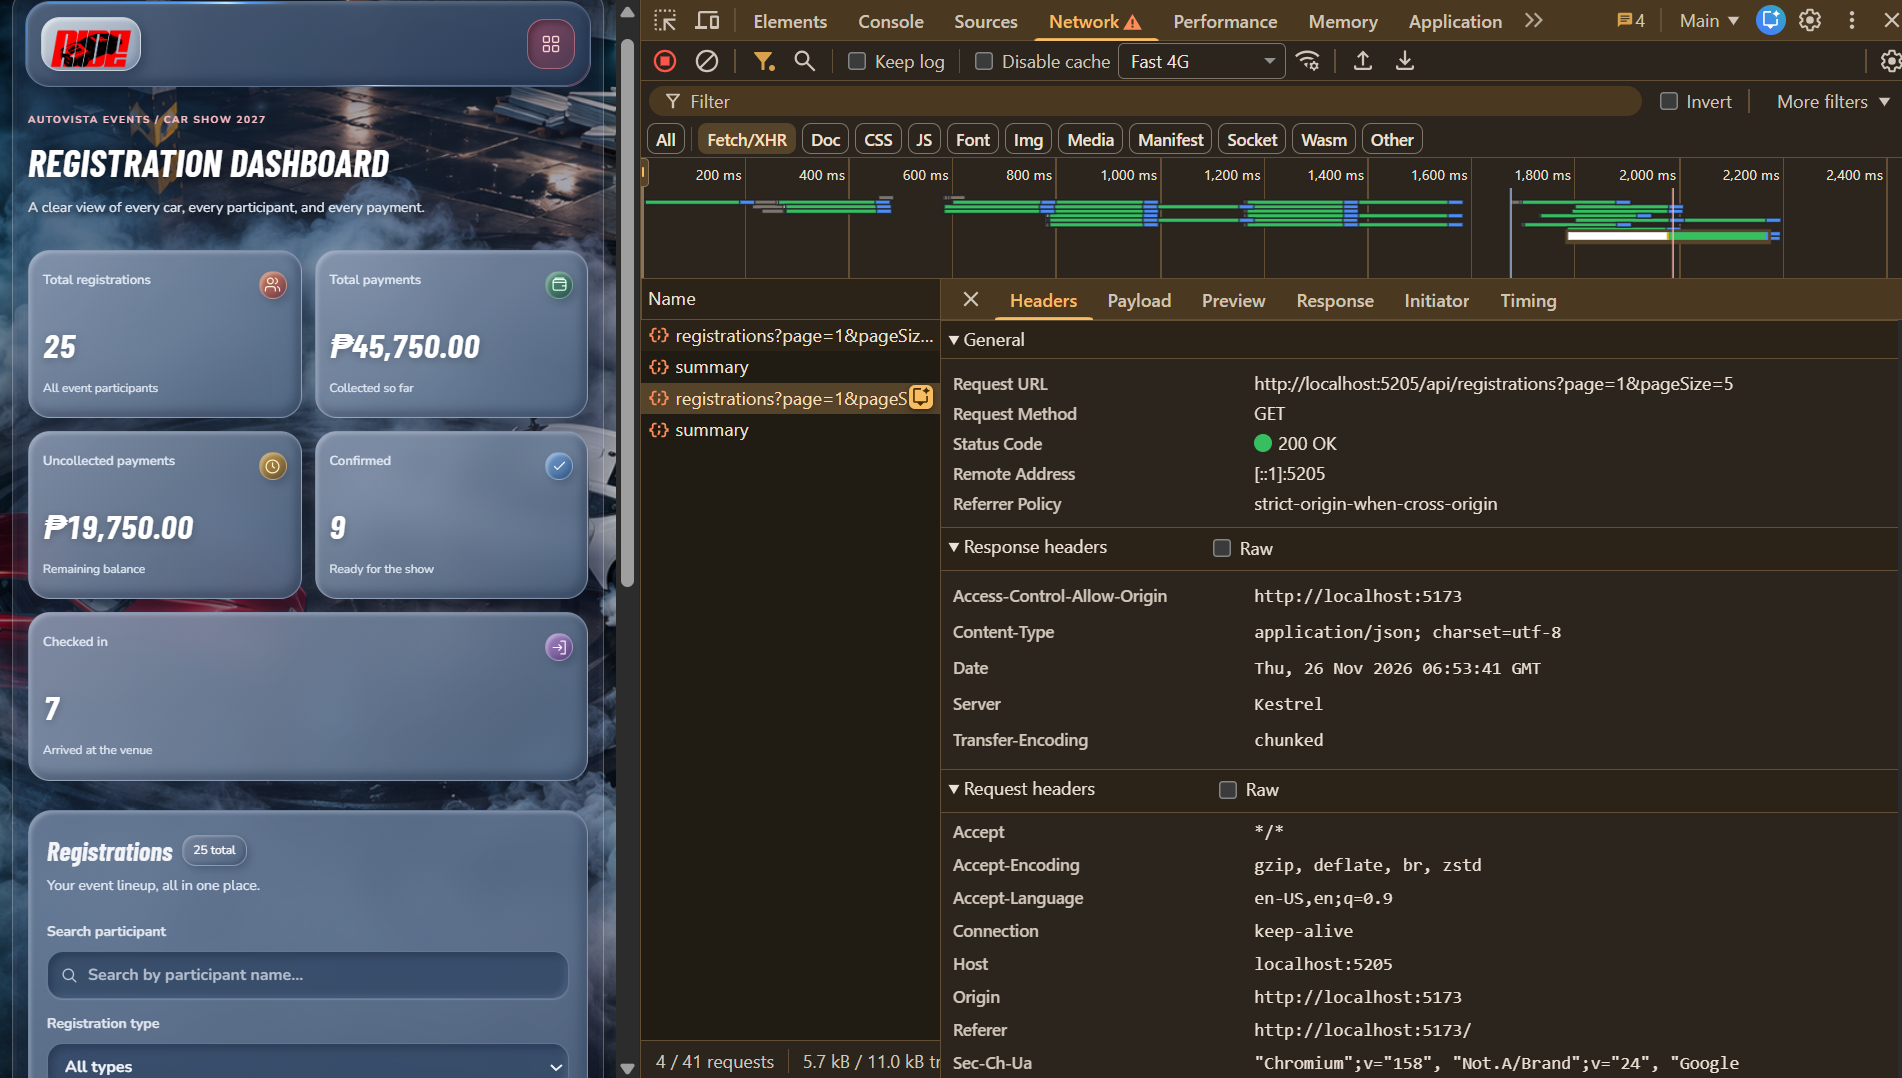 RIDE
AUTOVISTA EVENTS / CAR SHOW 2027
REGISTRATION DASHBOARD
A clear view of every car, every participant, and every payment.
Total registrations
25
All event participants
Total payments
₱45,750.00
Collected so far
Uncollected payments
₱19,750.00
Remaining balance
Confirmed
9
Ready for the show
Checked in
7
Arrived at the venue
Registrations
25 total
Your event lineup, all in one place.
Search participant
Search by participant name...
Registration type
All types
Elements
Console
Sources
Network
Performance
Memory
Application
4
Main
Keep log
Disable cache
Fast 4G
Filter
Invert
More filters
All
Fetch/XHR
Doc
CSS
JS
Font
Img
Media
Manifest
Socket
Wasm
Other
200 ms
400 ms
600 ms
800 ms
1,000 ms
1,200 ms
1,400 ms
1,600 ms
1,800 ms
2,000 ms
2,200 ms
2,400 ms
Name
registrations?page=1&pageSiz...
summary
registrations?page=1&pageS
summary
4 / 41 requests
5.7 kB / 11.0 kB tr
Headers
Payload
Preview
Response
Initiator
Timing
General
Request URL
http://localhost:5205/api/registrations?page=1&pageSize=5
Request Method
GET
Status Code
200 OK
Remote Address
[::1]:5205
Referrer Policy
strict-origin-when-cross-origin
Response headers
Raw
Access-Control-Allow-Origin
http://localhost:5173
Content-Type
application/json; charset=utf-8
Date
Thu, 26 Nov 2026 06:53:41 GMT
Server
Kestrel
Transfer-Encoding
chunked
Request headers
Raw
Accept
*/*
Accept-Encoding
gzip, deflate, br, zstd
Accept-Language
en-US,en;q=0.9
Connection
keep-alive
Host
localhost:5205
Origin
http://localhost:5173
Referer
http://localhost:5173/
Sec-Ch-Ua
"Chromium";v="158", "Not.A/Brand";v="24", "Google